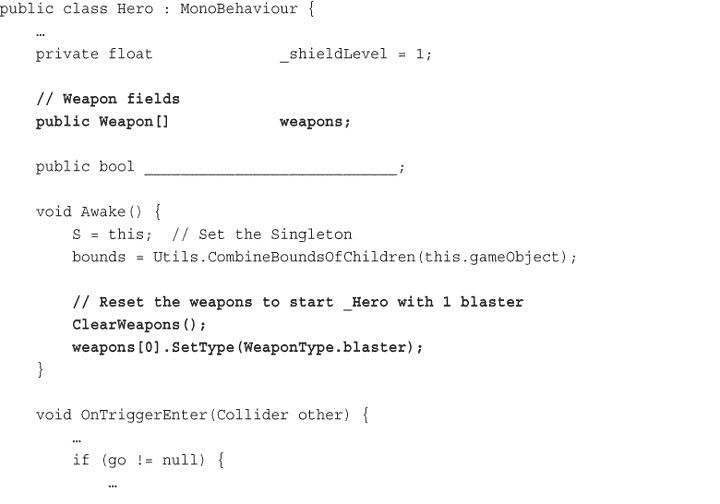 public class Hero : MonoBehaviour {
…
private float _shieldLevel = 1;
// Weapon fields
public Weapon[] weapons;
public bool ____________________________;
void Awake() {
S = this; // Set the Singleton
bounds = Utils.CombineBoundsOfChildren(this.gameObject);
// Reset the weapons to start _Hero with 1 blaster
ClearWeapons();
weapons[0].SetType(WeaponType.blaster);
}
void OnTriggerEnter(Collider other) {
…
if (go != null) {
…